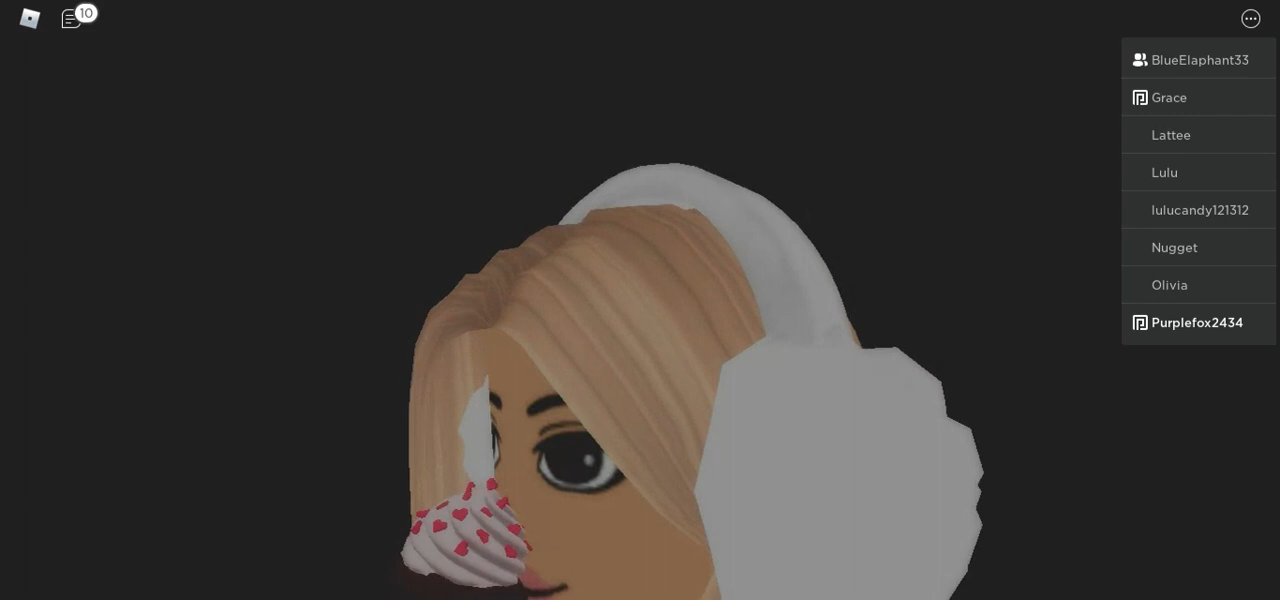 10
BlueElaphant33
Grace
Lattee
Lulu
lulucandy121312
Nugget
Olivia
Purplefox2434